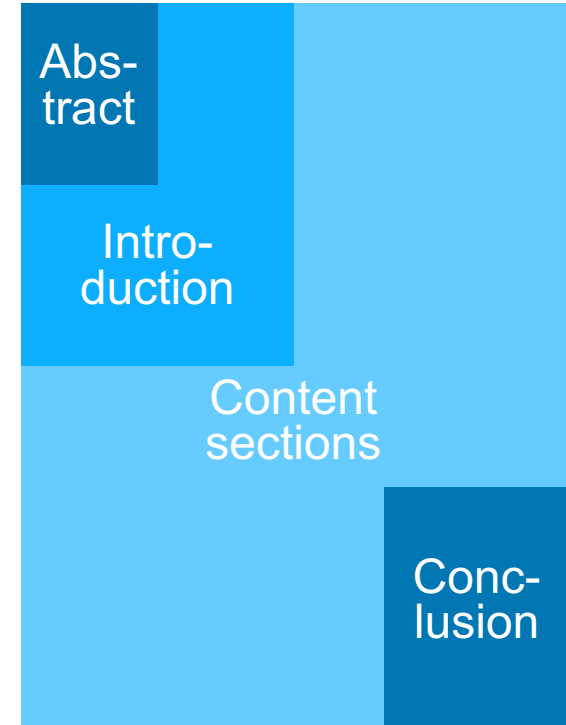 Abs-
tract
Intro-
duction
Content
sections
Conc-
lusion